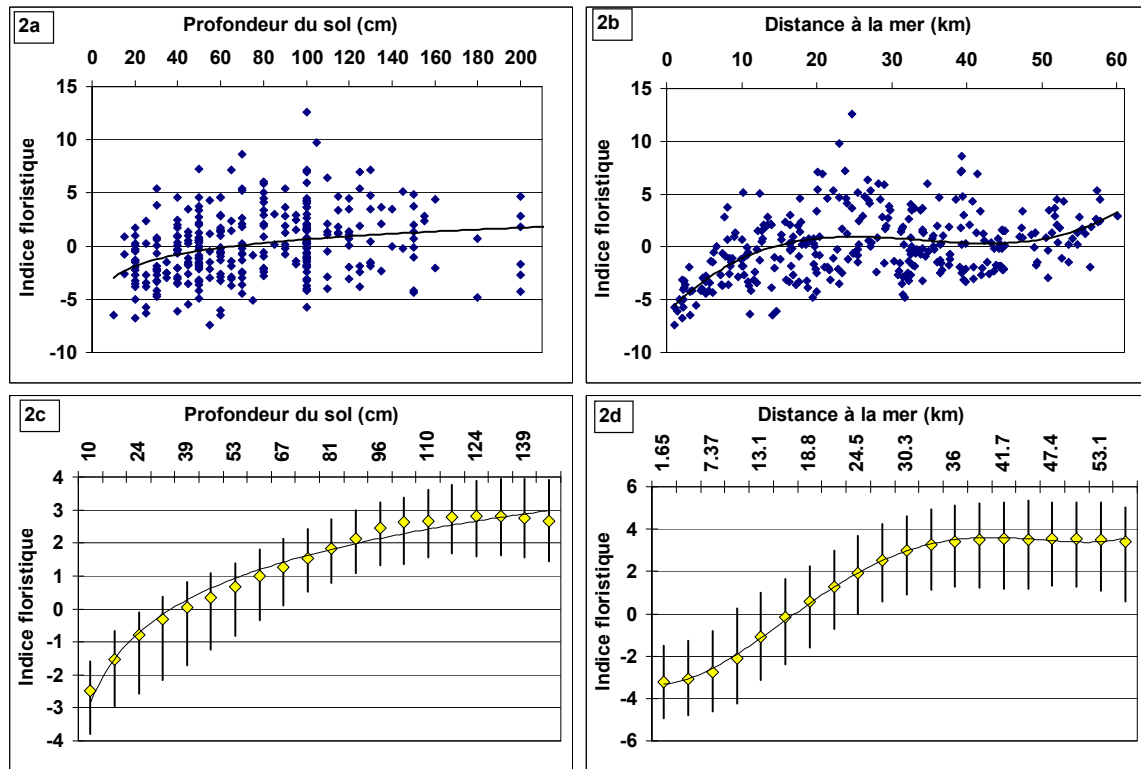 2a
Profondeur du sol (cm)
0 20 40 60 80 100 120 140 160 180 200
Indice floristique
15
10
5
0
-5
-10
2b
Distance à la mer (km)
0 10 20 30 40 50 60
Indice floristique
15
10
5
0
-5
-10
2c
Profondeur du sol (cm)
10 24 39 53 67 81 96 110 124 139
Indice floristique
4
3
2
1
0
-1
-2
-3
-4
2d
Distance à la mer (km)
1.65 7.37 13.1 18.8 24.5 30.3 36 41.7 47.4 53.1
Indice floristique
6
4
2
0
-2
-4
-6